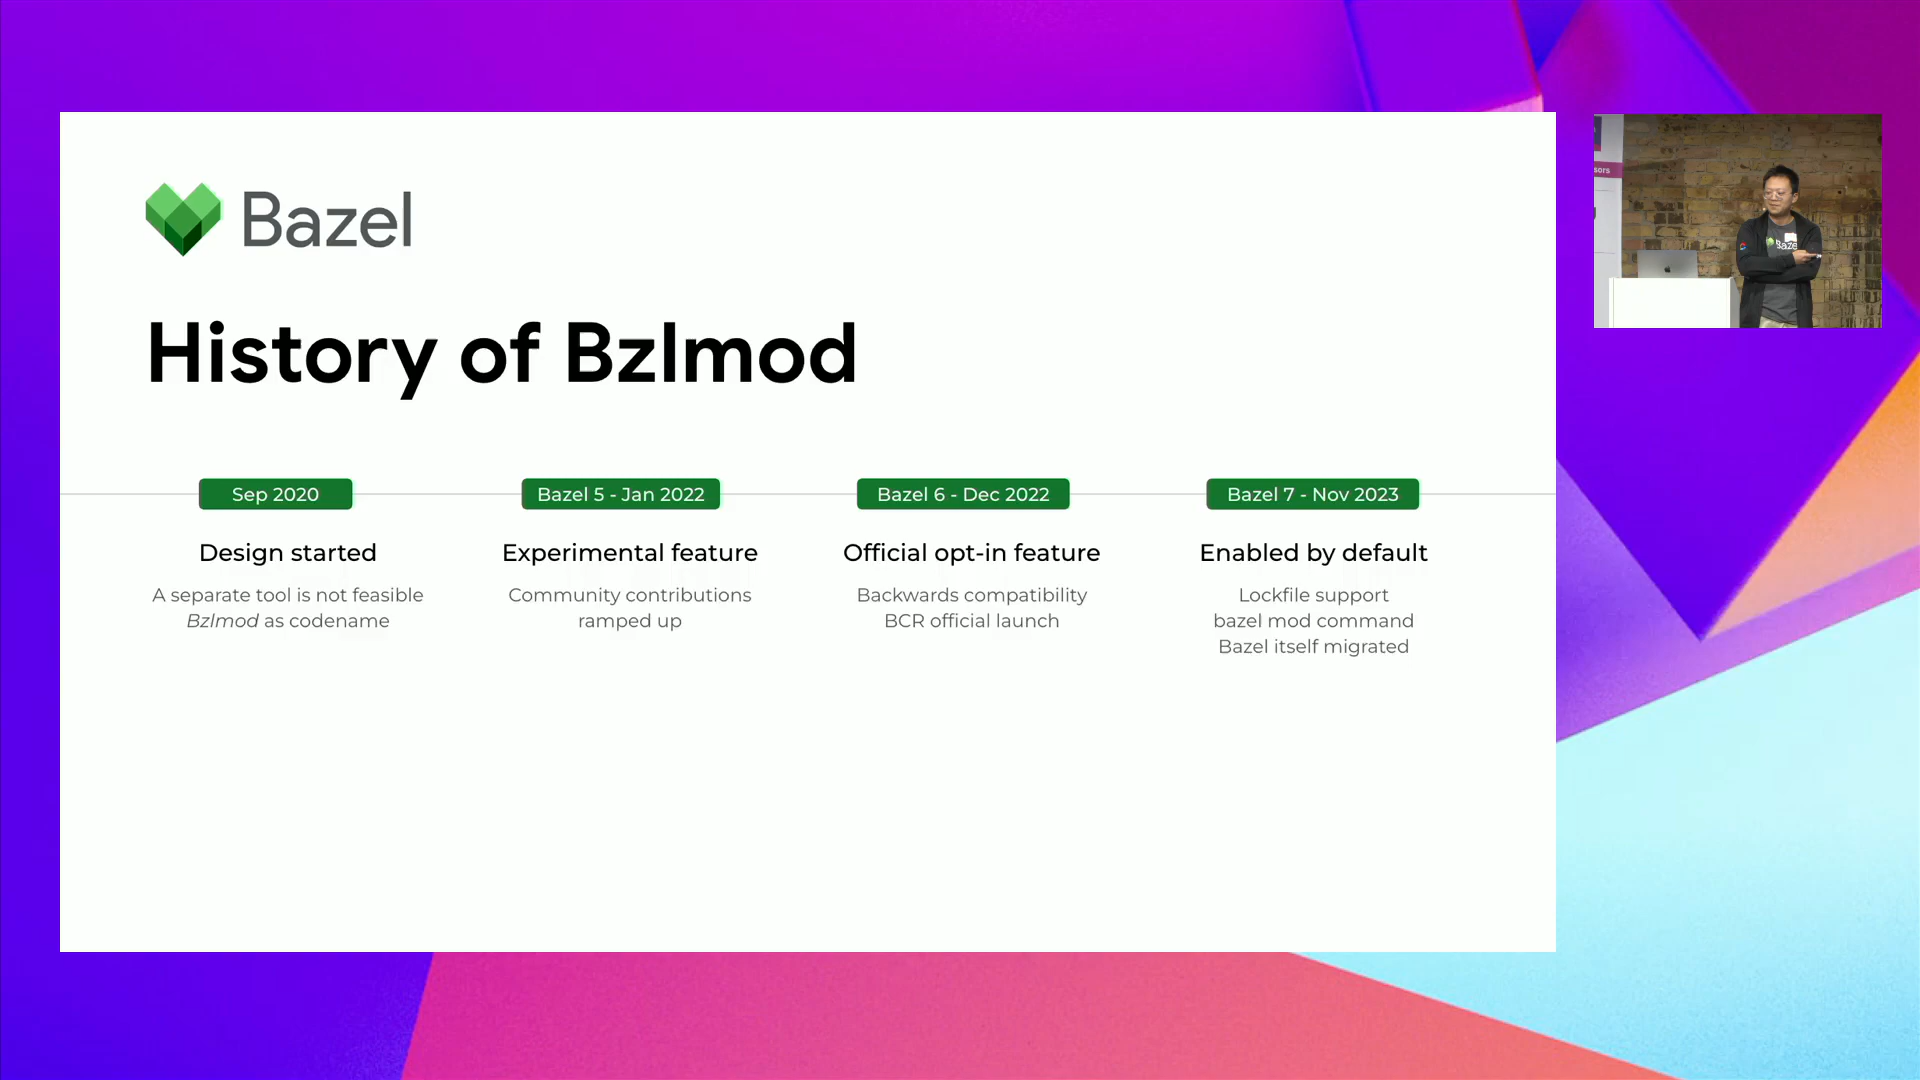 Bazel
History of Bzlmod
Sep 2020
Bazel 5 - Jan 2022
Bazel 6 - Dec 2022
Bazel 7 - Nov 2023
Design started
Experimental feature
Official opt-in feature
Enabled by default
A separate tool is not feasible
Bzlmod as codename
Community contributions
ramped up
Backwards compatibility
BCR official launch
Lockfile support
bazel mod command
Bazel itself migrated
sors
Baze